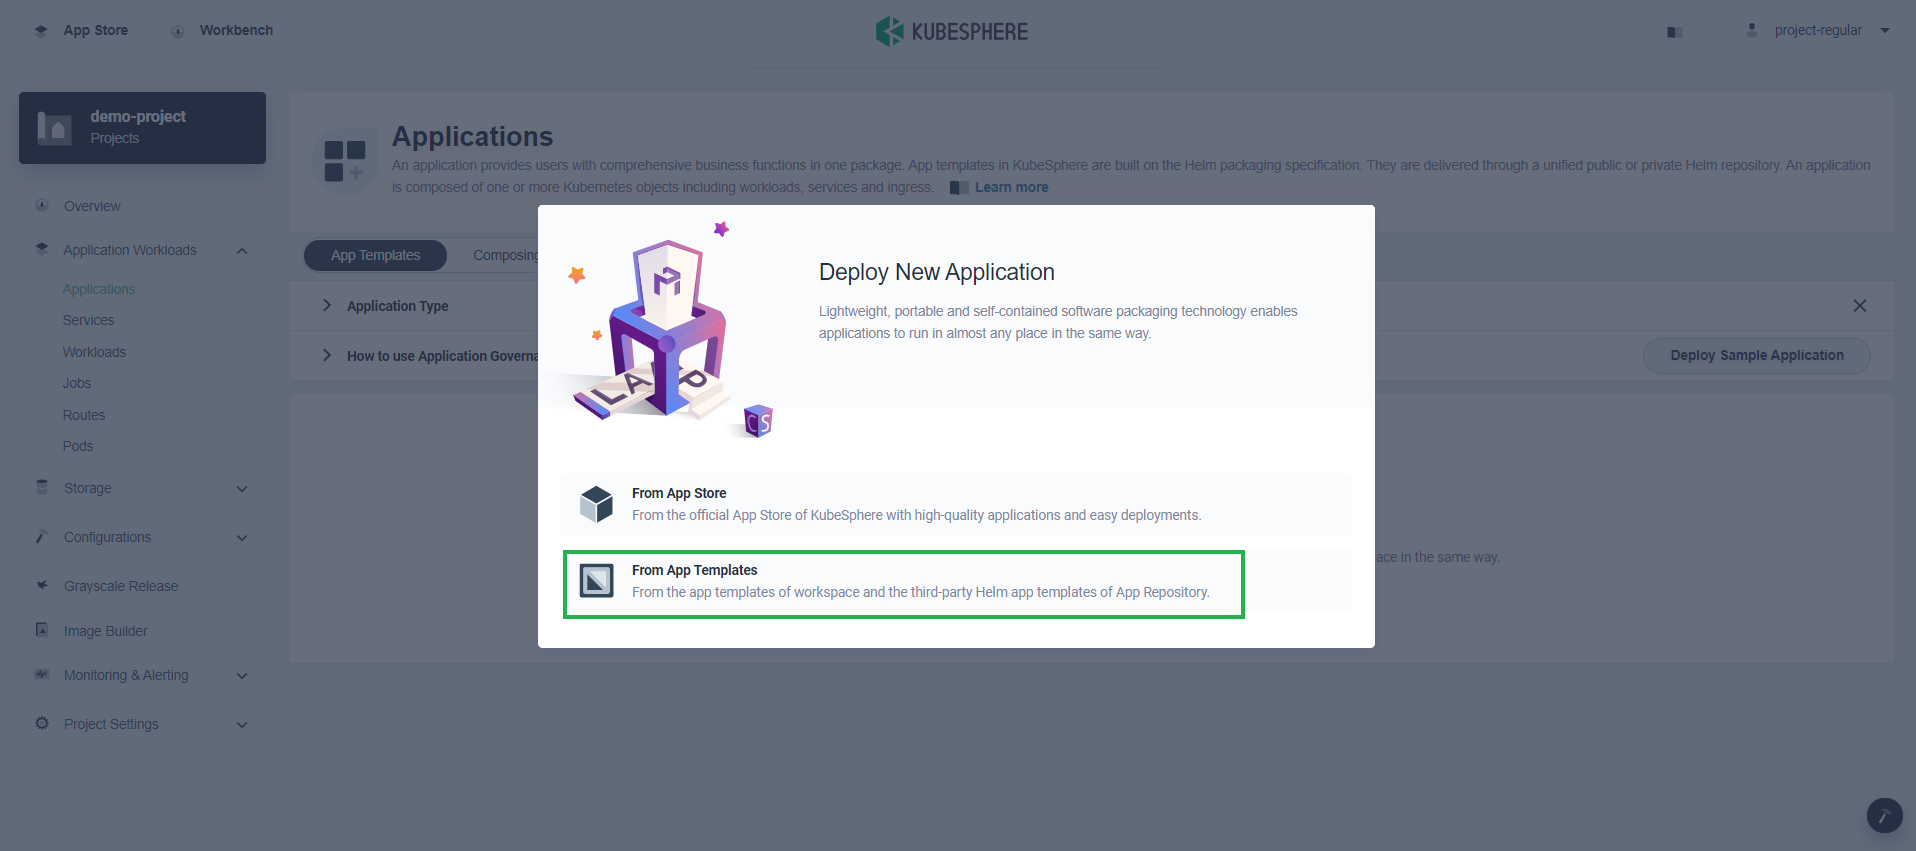 App Store
Workbench
KUBESPHERE
project-regular
demo-project
Projects
Overview
Application Workloads
Applications
Services
Workloads
Jobs
Routes
Pods
Storage
Configurations
Grayscale Release
Image Builder
Monitoring & Alerting
Project Settings
Applications
An application provides users with comprehensive business functions in one package. App templates in KubeSphere are built on the Helm packaging specification. They are delivered through a unified public or private Helm repository. An application
is composed of one or more Kubernetes objects including workloads, services and ingress. Learn more
App Templates
Composing
Application Type
How to use Application Governa
Deploy Sample Application
ace in the same way.
LAP
CS
Deploy New Application
Lightweight, portable and self-contained software packaging technology enables
applications to run in almost any place in the same way.
From App Store
From the official App Store of KubeSphere with high-quality applications and easy deployments.
From App Templates
From the app templates of workspace and the third-party Helm app templates of App Repository.